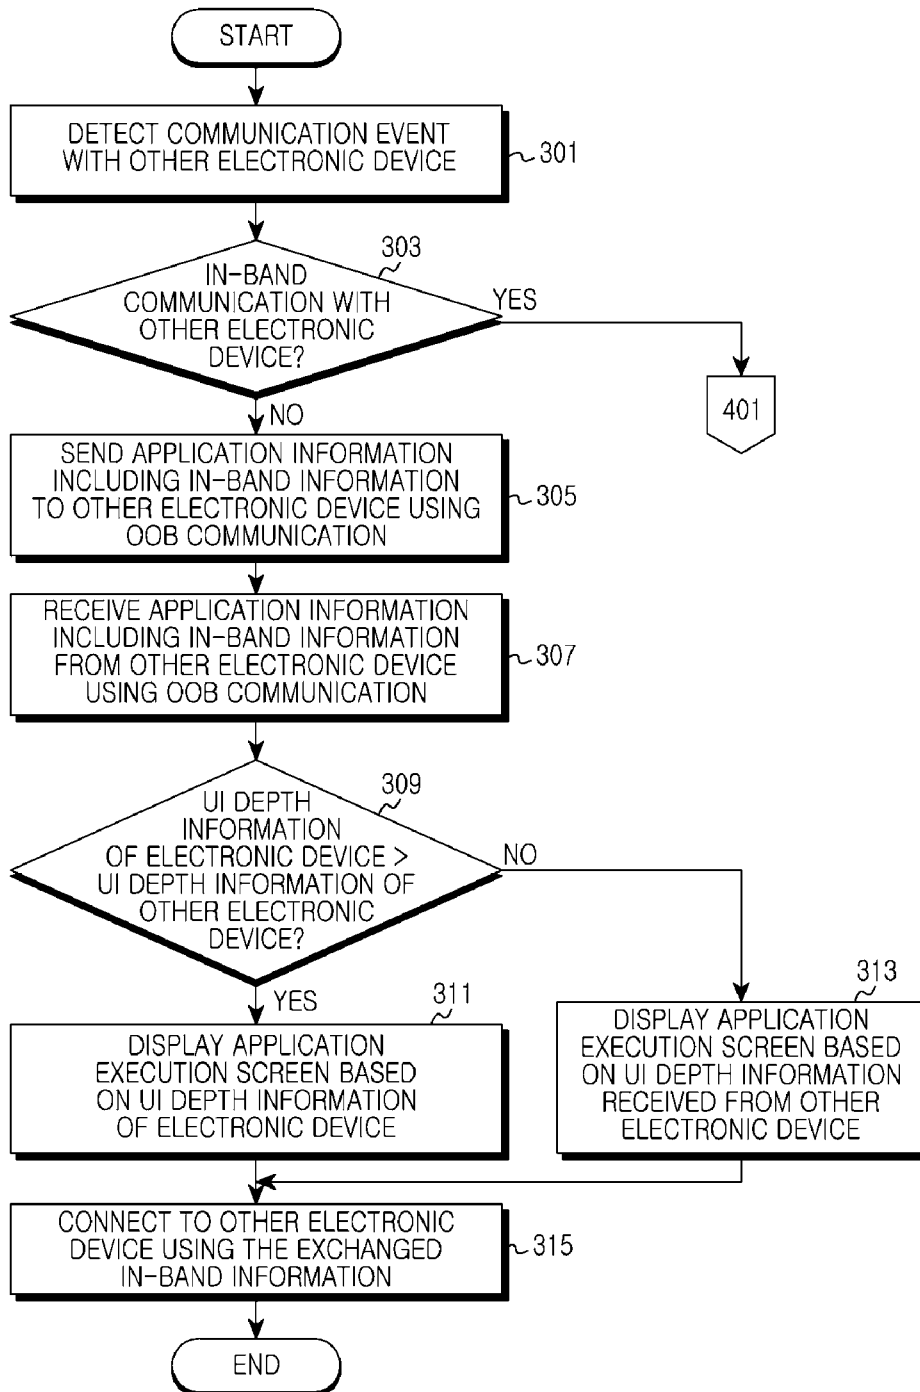 START
DETECT COMMUNICATION EVENT
WITH OTHER ELECTRONIC DEVICE
301
303
IN-BAND
COMMUNICATION WITH
OTHER ELECTRONIC
DEVICE?
YES
401
NO
SEND APPLICATION INFORMATION
INCLUDING IN-BAND INFORMATION
TO OTHER ELECTRONIC DEVICE USING
OOB COMMUNICATION
305
RECEIVE APPLICATION INFORMATION
INCLUDING IN-BAND INFORMATION
FROM OTHER ELECTRONIC DEVICE
USING OOB COMMUNICATION
307
309
UI DEPTH
INFORMATION
OF ELECTRONIC DEVICE >
UI DEPTH INFORMATION OF
OTHER ELECTRONIC
DEVICE?
NO
YES
311
DISPLAY APPLICATION
EXECUTION SCREEN BASED
ON UI DEPTH INFORMATION
OF ELECTRONIC DEVICE
313
DISPLAY APPLICATION
EXECUTION SCREEN BASED
ON UI DEPTH INFORMATION
RECEIVED FROM OTHER
ELECTRONIC DEVICE
CONNECT TO OTHER ELECTRONIC
DEVICE USING THE EXCHANGED
IN-BAND INFORMATION
315
END